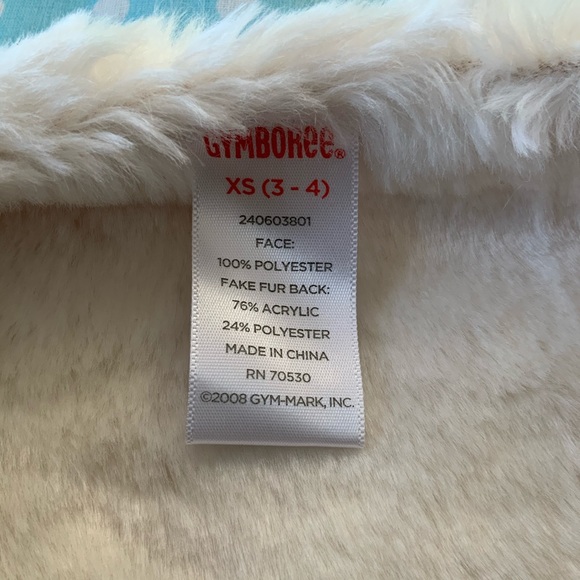 GYMBOREE®
XS (3 - 4)
240603801
FACE:
100% POLYESTER
FAKE FUR BACK:
76% ACRYLIC
24% POLYESTER
MADE IN CHINA
RN 70530
©2008 GYM-MARK, INC.